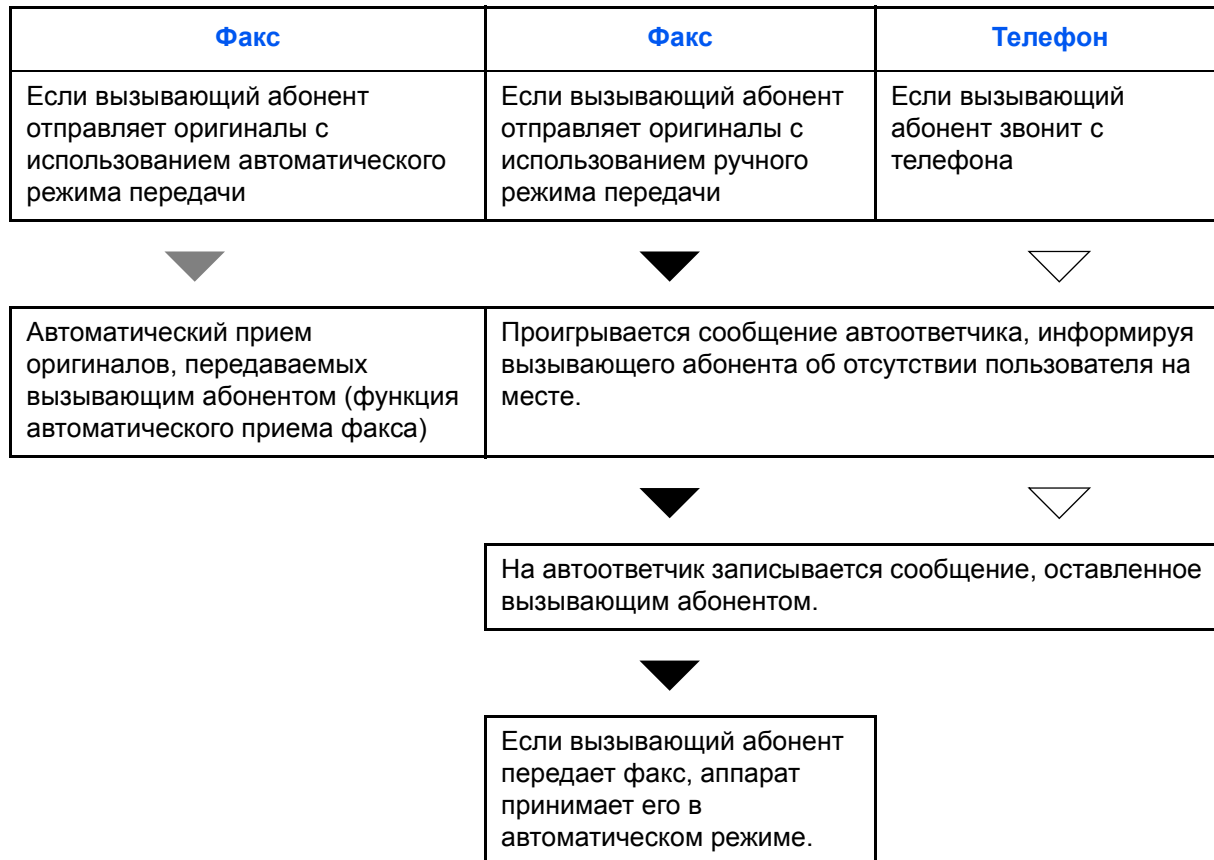 Факс
Факс
Телефон
Если вызывающий абонент
отправляет оригиналы с
использованием автоматического
режима передачи
Если вызывающий абонент
отправляет оригиналы с
использованием ручного
режима передачи
Если вызывающий
абонент звонит с
телефона
Автоматический прием
оригиналов, передаваемых
вызывающим абонентом (функция
автоматического приема факса)
Проигрывается сообщение автоответчика, информируя
вызывающего абонента об отсутствии пользователя на
месте.
На автоответчик записывается сообщение, оставленное
вызывающим абонентом.
Если вызывающий абонент
передает факс, аппарат
принимает его в
автоматическом режиме.